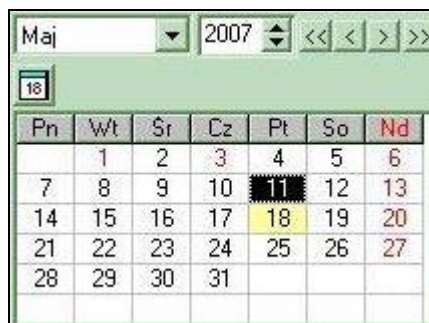 Maj 2007 << < > >>
18
Pn Wt Śr Cz Pt So Nd
1 2 3 4 5 6
7 8 9 10 11 12 13
14 15 16 17 18 19 20
21 22 23 24 25 26 27
28 29 30 31